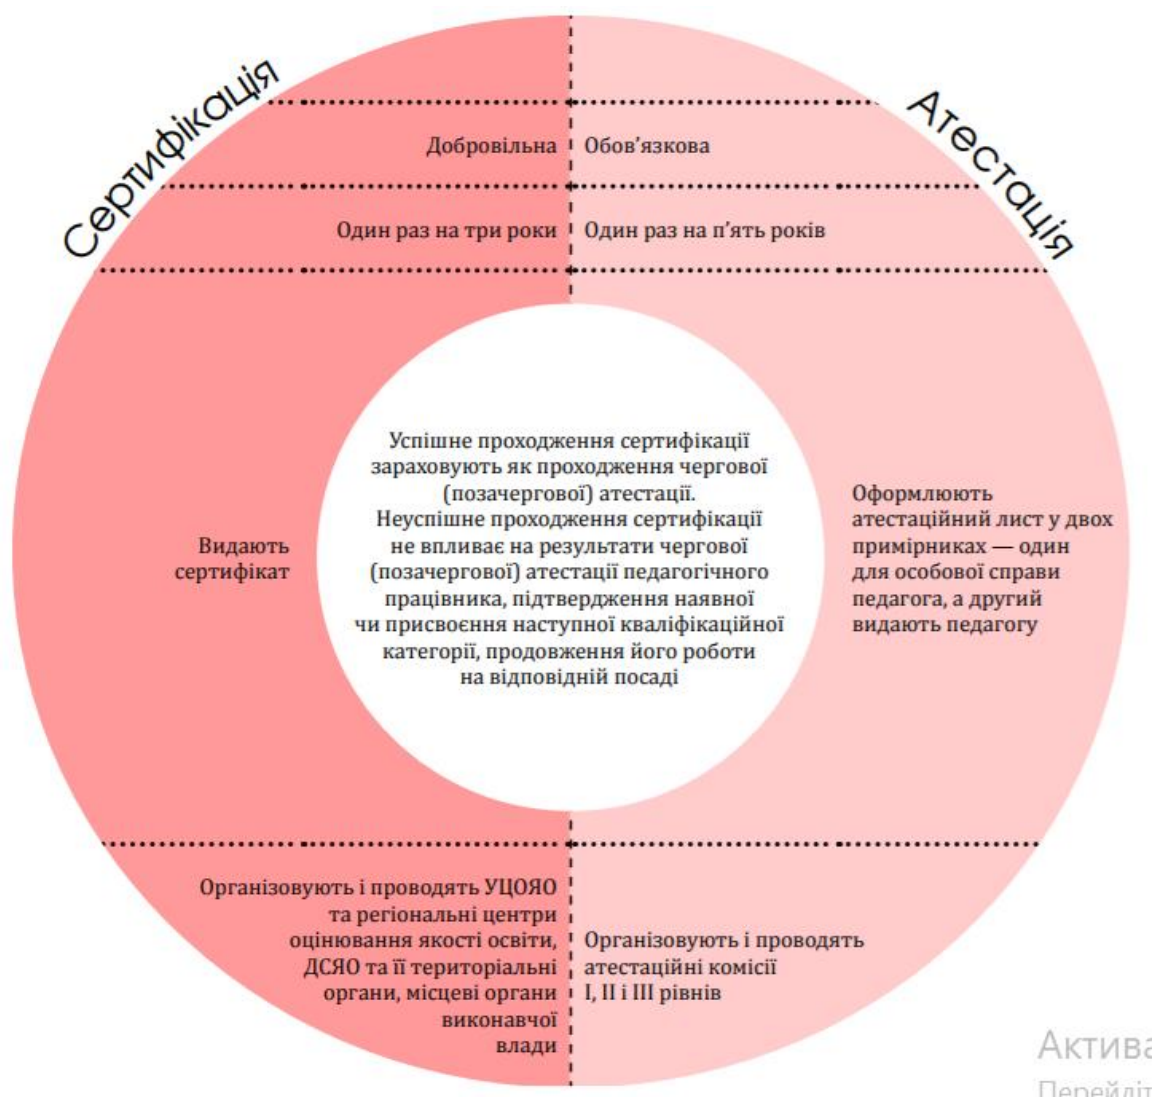 Сертифікація
Атестація
Добровільна
Обов’язкова
Один раз на три роки
Один раз на п’ять років
Видають
сертифікат
Успішне проходження сертифікації
зараховують як проходження чергової
(позачергової) атестації.
Неуспішне проходження сертифікації
не впливає на результати чергової
(позачергової) атестації педагогічного
працівника, підтвердження наявної
чи присвоєння наступної кваліфікаційної
категорії, продовження його роботи
на відповідній посаді
Оформлюють
атестаційний лист у двох
примірниках — один
для особової справи
педагога, а другий
видають педагогу
Організовують і проводять УЦОЯО
та регіональні центри
оцінювання якості освіти,
ДСЯО та її територіальні
органи, місцеві органи
виконавчої
влади
Організовують і проводять
атестаційні комісії
І, ІІ і ІІІ рівнів